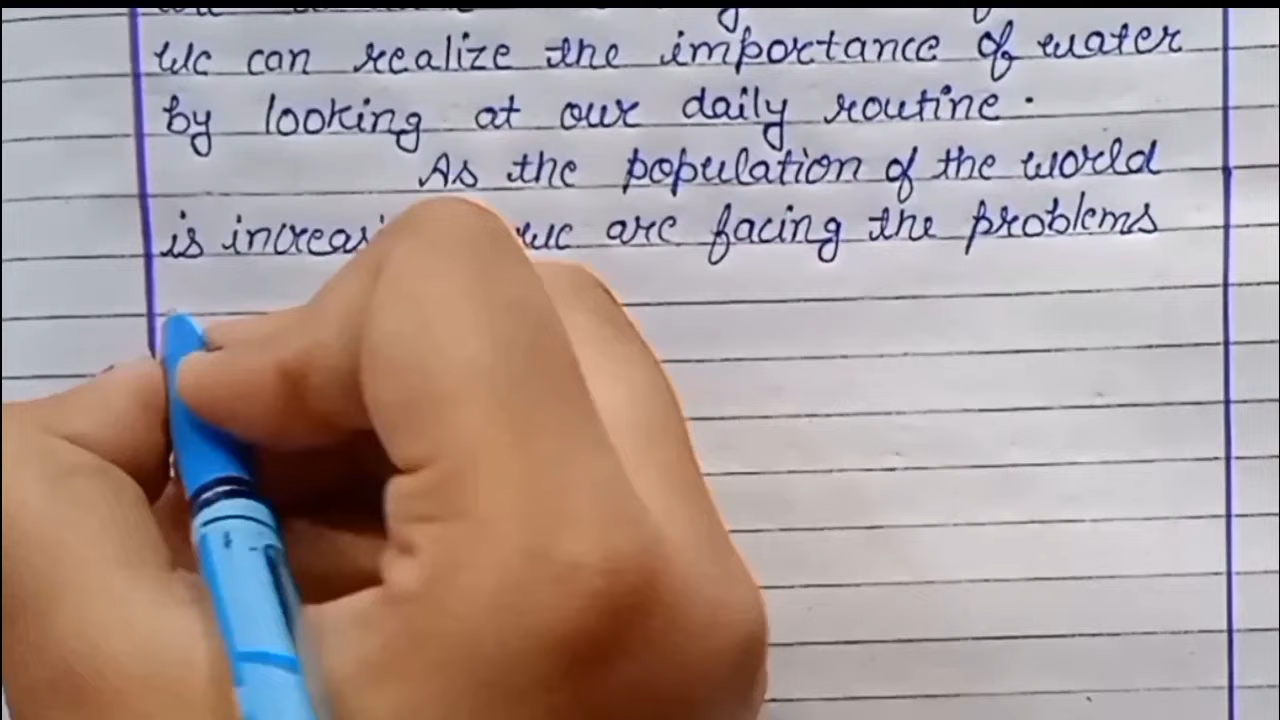 we can realize the importance of water
by looking at our daily routine.
As the population of the world
is we are facing the problems